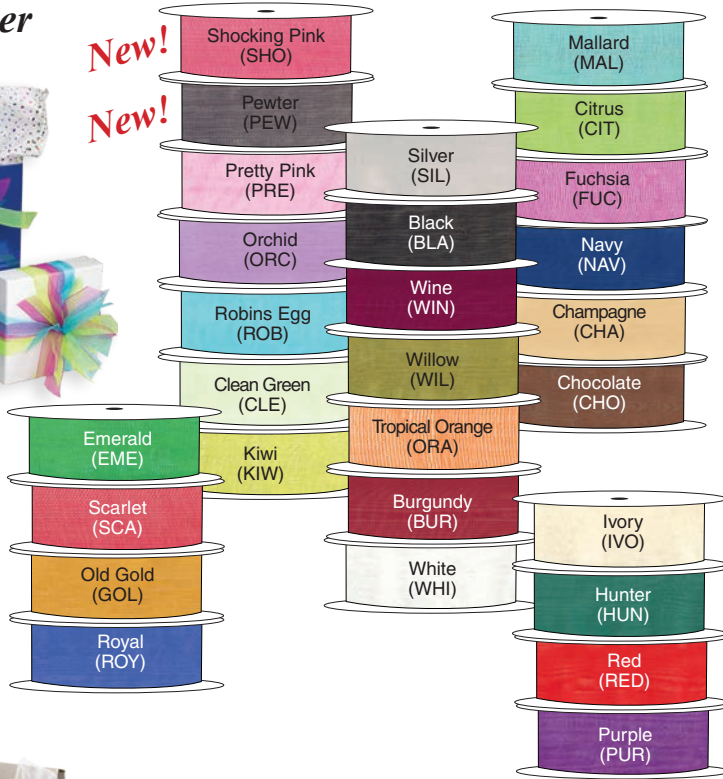 er
New!
New!
Shocking Pink
(SHO)
Pewter
(PEW)
Pretty Pink
(PRE)
Orchid
(ORC)
Robins Egg
(ROB)
Clean Green
(CLE)
Kiwi
(KIW)
Silver
(SIL)
Black
(BLA)
Wine
(WIN)
Willow
(WIL)
Tropical Orange
(ORA)
Burgundy
(BUR)
White
(WHI)
Mallard
(MAL)
Citrus
(CIT)
Fuchsia
(FUC)
Navy
(NAV)
Champagne
(CHA)
Chocolate
(CHO)
Emerald
(EME)
Scarlet
(SCA)
Old Gold
(GOL)
Royal
(ROY)
Ivory
(IVO)
Hunter
(HUN)
Red
(RED)
Purple
(PUR)